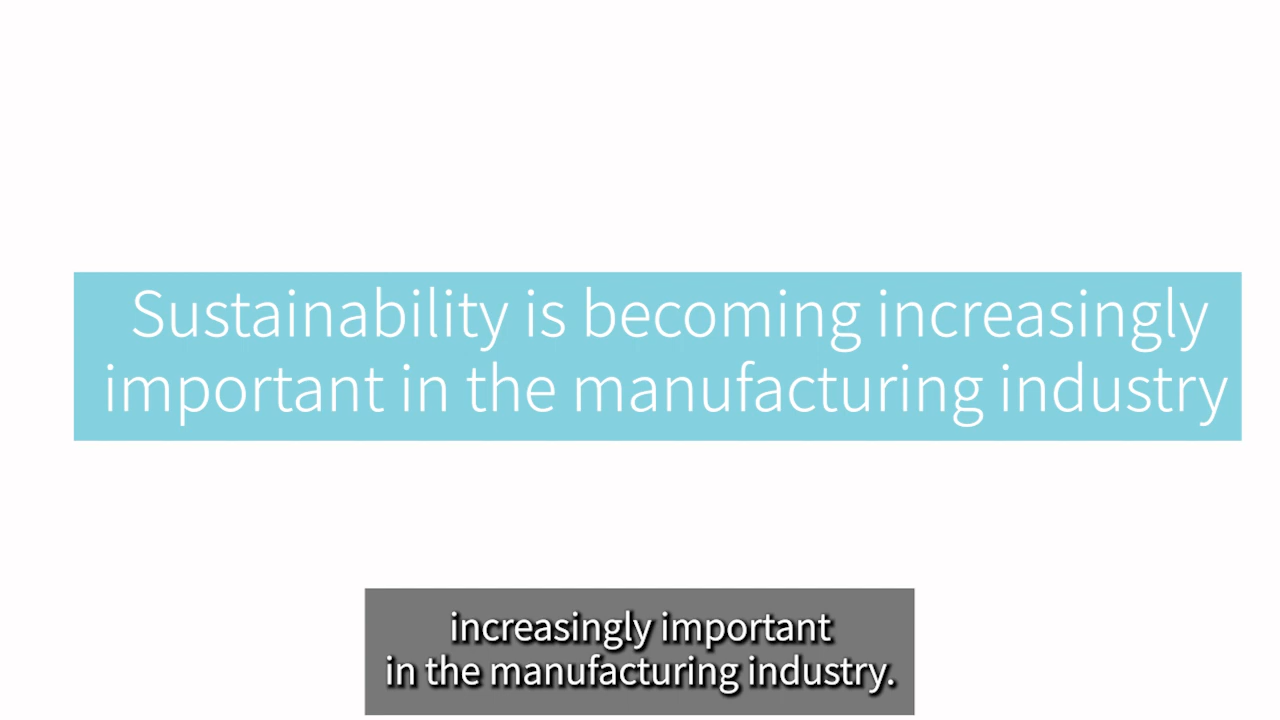 Sustainability is becoming increasingly
important in the manufacturing industry
increasingly important
in the manufacturing industry.